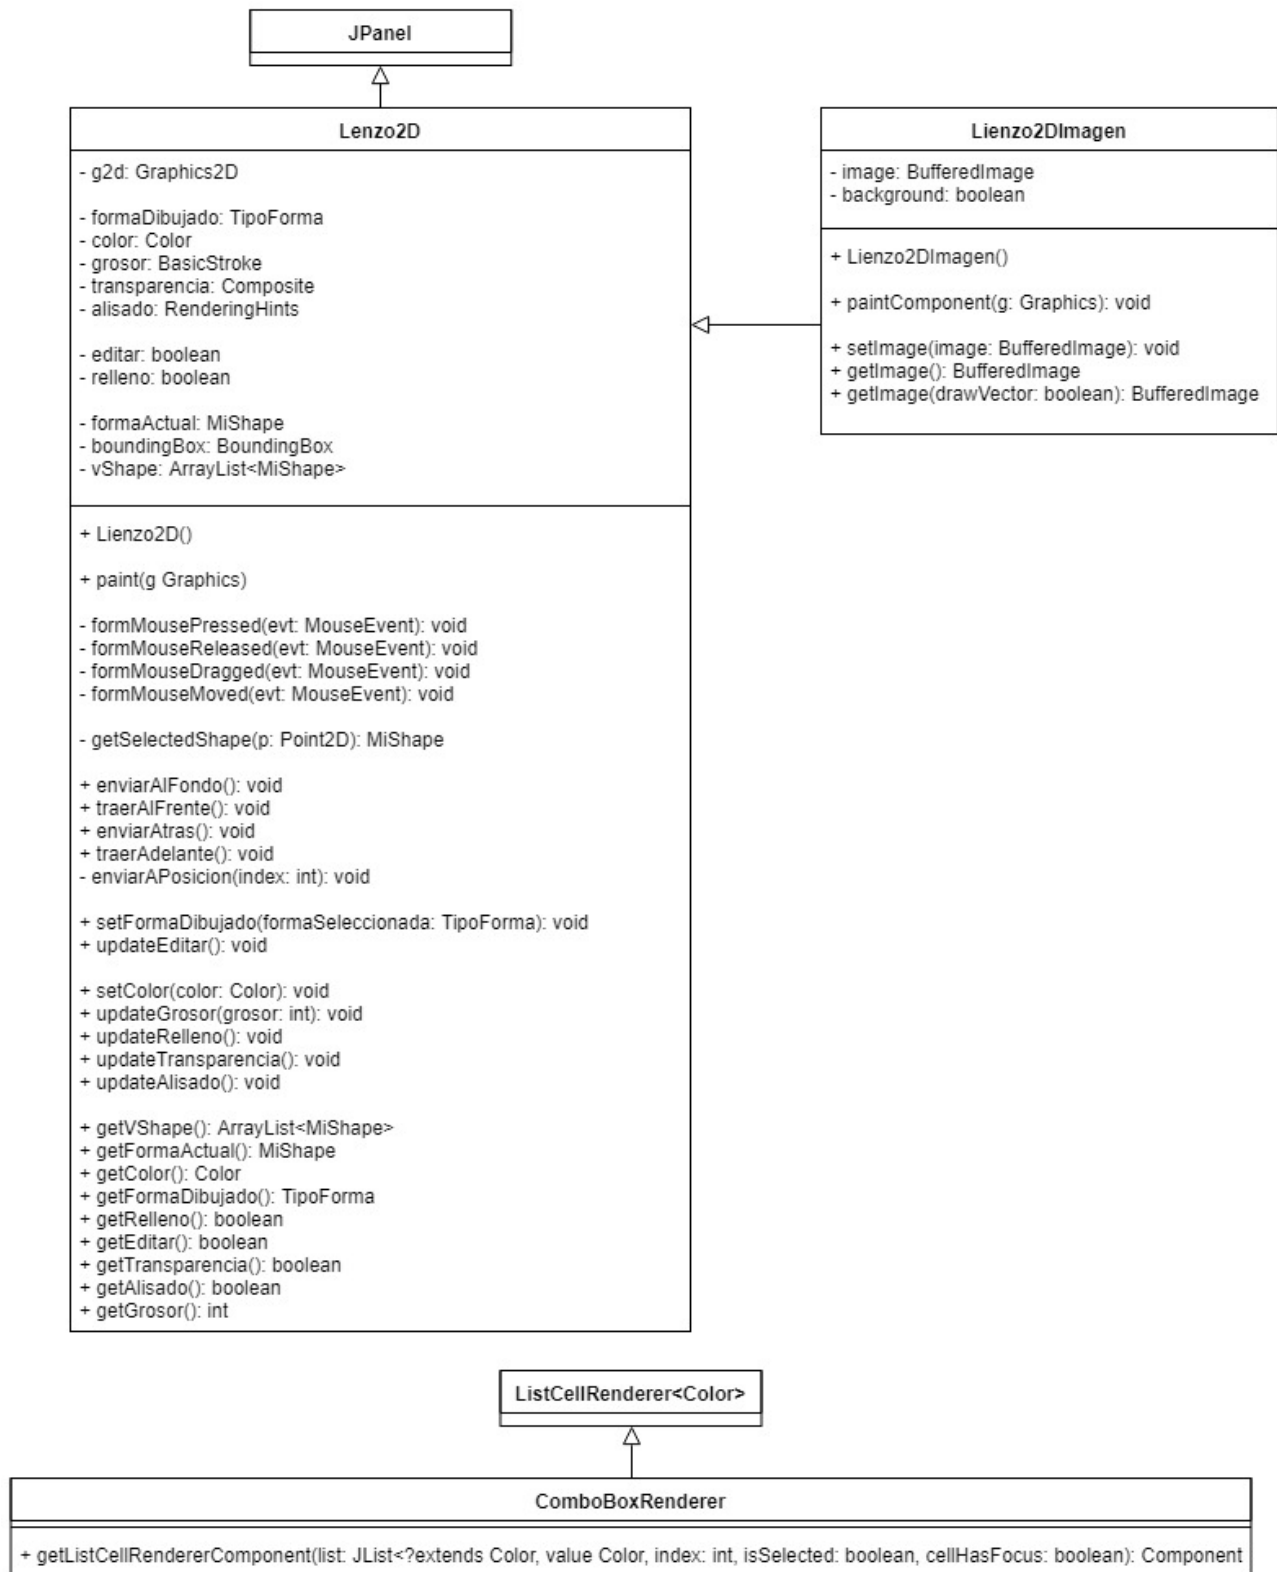 JPanel
Lenzo2D
- g2d: Graphics2D
- formaDibujado: TipoForma
- color: Color
- grosor: BasicStroke
- transparencia: Composite
- alisado: RenderingHints
- editar: boolean
- relleno: boolean
- formaActual: MiShape
- boundingBox: BoundingBox
- vShape: ArrayList<MiShape>
+ Lienzo2D()
+ paint(g Graphics)
- formMousePressed(evt: MouseEvent): void
- formMouseReleased(evt: MouseEvent): void
- formMouseDragged(evt: MouseEvent): void
- formMouseMoved(evt: MouseEvent): void
- getSelectedShape(p: Point2D): MiShape
+ enviarAlFondo(): void
+ traerAlFrente(): void
+ enviarAtras(): void
+ traerAdelante(): void
- enviarAPosicion(index: int): void
+ setFormaDibujado(formaSeleccionada: TipoForma): void
+ updateEditar(): void
+ setColor(color: Color): void
+ updateGrosor(grosor: int): void
+ updateRelleno(): void
+ updateTransparencia(): void
+ updateAlisado(): void
+ getVShape(): ArrayList<MiShape>
+ getFormaActual(): MiShape
+ getColor(): Color
+ getFormaDibujado(): TipoForma
+ getRelleno(): boolean
+ getEditar(): boolean
+ getTransparencia(): boolean
+ getAlisado(): boolean
+ getGrosor(): int
Lienzo2DImagen
- image: BufferedImage
- background: boolean
+ Lienzo2DImagen()
+ paintComponent(g: Graphics): void
+ setImage(image: BufferedImage): void
+ getImage(): BufferedImage
+ getImage(drawVector: boolean): BufferedImage
ListCellRenderer<Color>
ComboBoxRenderer
+ getListCellRendererComponent(list: JList<?extends Color, value Color, index: int, isSelected: boolean, cellHasFocus: boolean): Component